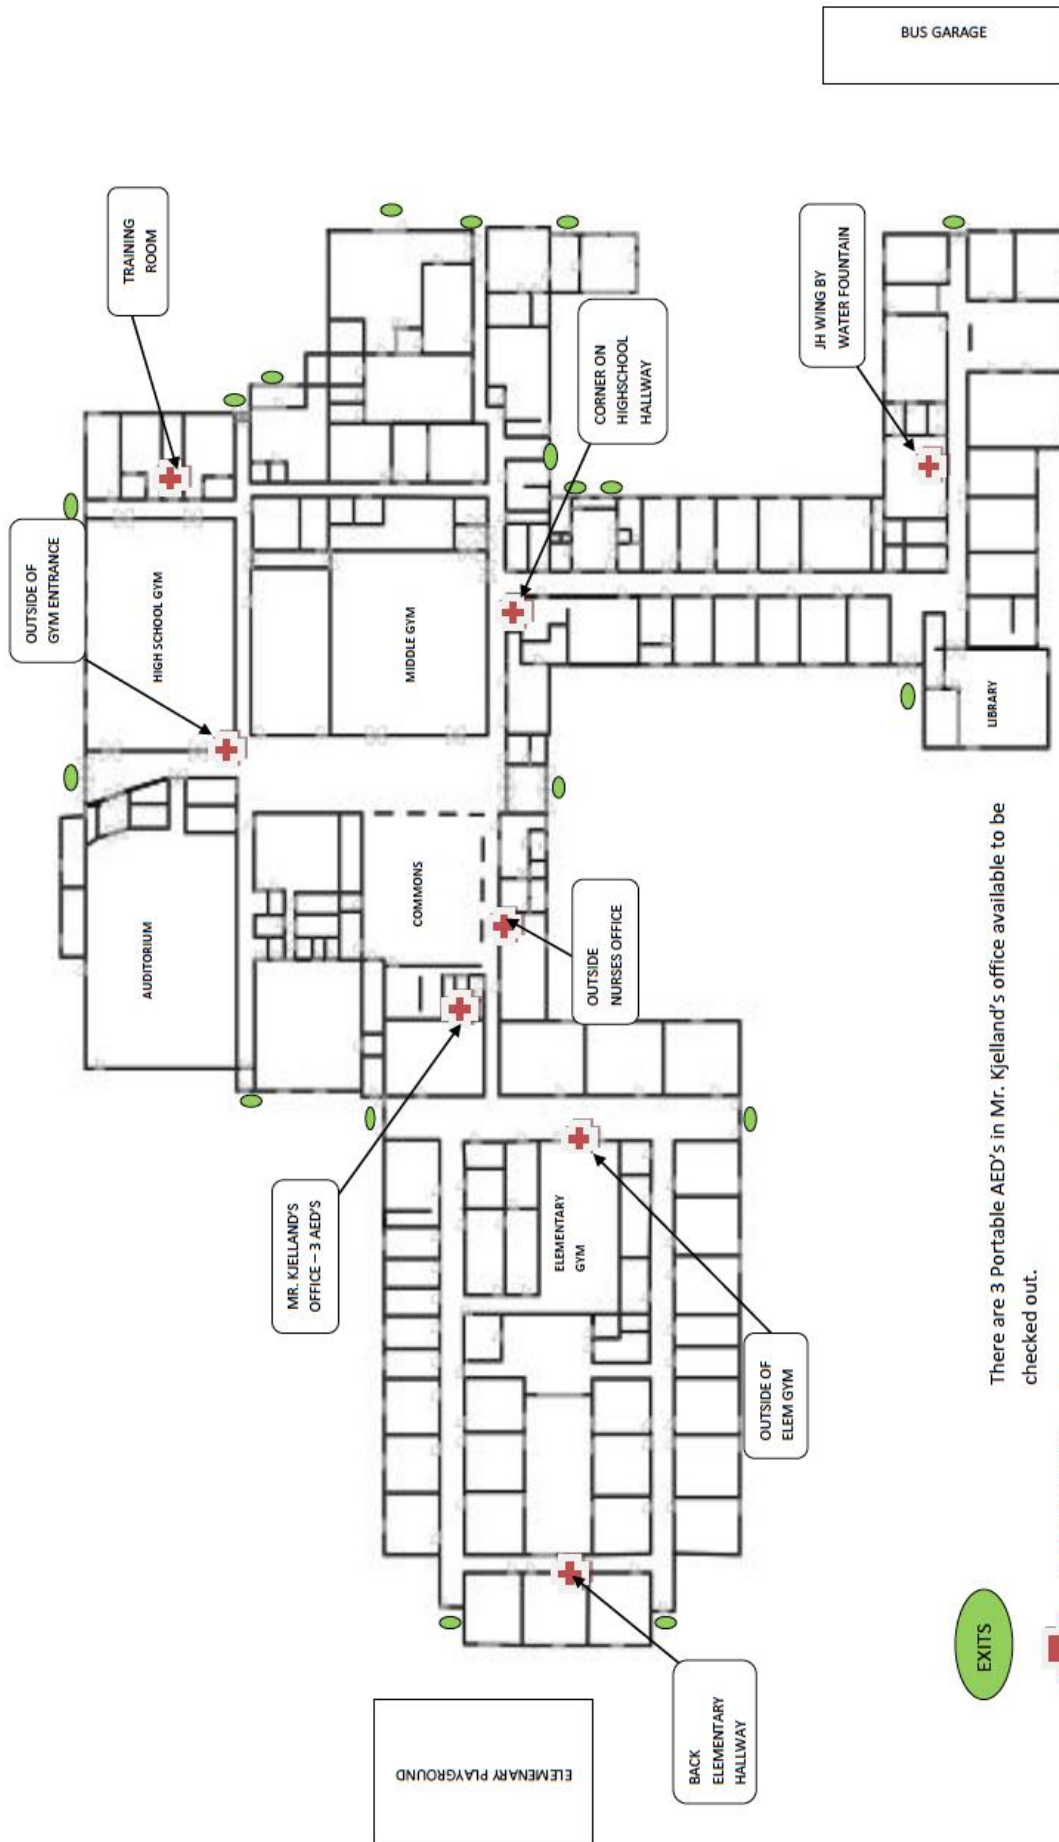 BUS GARAGE
TRAINING
ROOM
OUTSIDE OF
GYM ENTRANCE
HIGH SCHOOL GYM
MIDDLE GYM
CORNER ON
HIGHSCHOOL
HALLWAY
JH WING BY
WATER FOUNTAIN
LIBRARY
AUDITORIUM
COMMONS
OUTSIDE
NURSES OFFICE
MR. KJELLAND'S
OFFICE – 3 AED'S
ELEMENTARY
GYM
OUTSIDE OF
ELEM GYM
BACK
ELEMENTARY
HALLWAY
ELEMENARY PLAYGROUND
There are 3 Portable AED's in Mr. Kjelland's office available to be
checked out.
EXITS